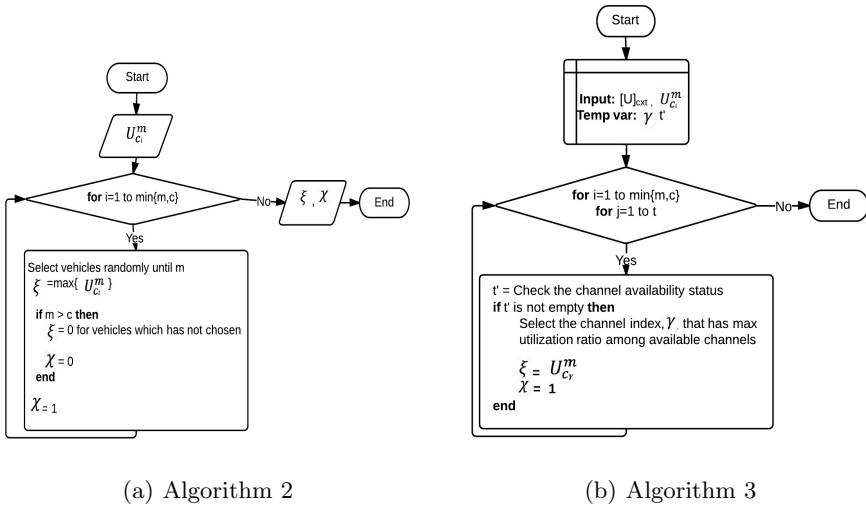 Start
U^m_{c_i}
for i=1 to min{m,c}
No
ξ , χ
End
Yes
Select vehicles randomly until m
ξ =max{ U^m_{c_i} }
if m > c then
ξ = 0 for vehicles which has not chosen
χ = 0
end
χ = 1
(a) Algorithm 2
Start
Input: [U]_{cxt} , U^m_{c_i}
Temp var: γ t'
for i=1 to min{m,c}
for j=1 to t
No
End
Yes
t' = Check the channel availability status
if t' is not empty then
Select the channel index, γ , that has max
utilization ratio among available channels
ξ = U^m_{c_γ}
χ = 1
end
(b) Algorithm 3